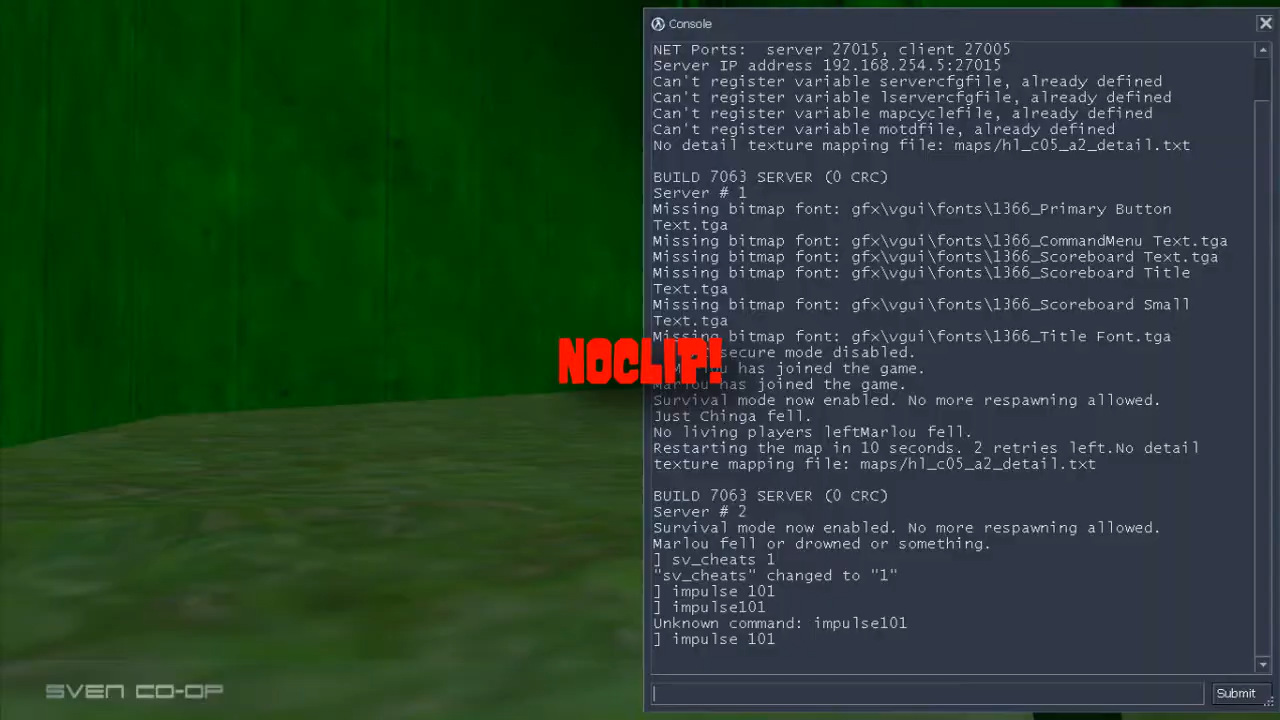 Console
NET Ports:  server 27015, client 27005
Server IP address 192.168.254.5:27015
Can't register variable servercfgfile, already defined
Can't register variable lservercfgfile, already defined
Can't register variable mapcyclefile, already defined
Can't register variable motdfile, already defined
No detail texture mapping file: maps/hl_c05_a2_detail.txt
BUILD 7063 SERVER (0 CRC)
Server # 1
Missing bitmap font: gfx\vgui\fonts\1366_Primary Button
Text.tga
Missing bitmap font: gfx\vgui\fonts\1366_CommandMenu Text.tga
Missing bitmap font: gfx\vgui\fonts\1366_Scoreboard Text.tga
Missing bitmap font: gfx\vgui\fonts\1366_Scoreboard Title
Text.tga
Missing bitmap font: gfx\vgui\fonts\1366_Scoreboard Small
Text.tga
Missing bitmap font: gfx\vgui\fonts\1366_Title Font.tga
secure mode disabled.
has joined the game.
NOCLIP!
Marlou has joined the game.
Survival mode now enabled. No more respawning allowed.
Just Chinga fell.
No living players leftMarlou fell.
Restarting the map in 10 seconds. 2 retries left.No detail
texture mapping file: maps/hl_c05_a2_detail.txt
BUILD 7063 SERVER (0 CRC)
Server # 2
Survival mode now enabled. No more respawning allowed.
Marlou fell or drowned or something.
] sv_cheats 1
"sv_cheats" changed to "1"
] impulse 101
] impulse101
Unknown command: impulse101
] impulse 101
Submit
SVEN CO-OP